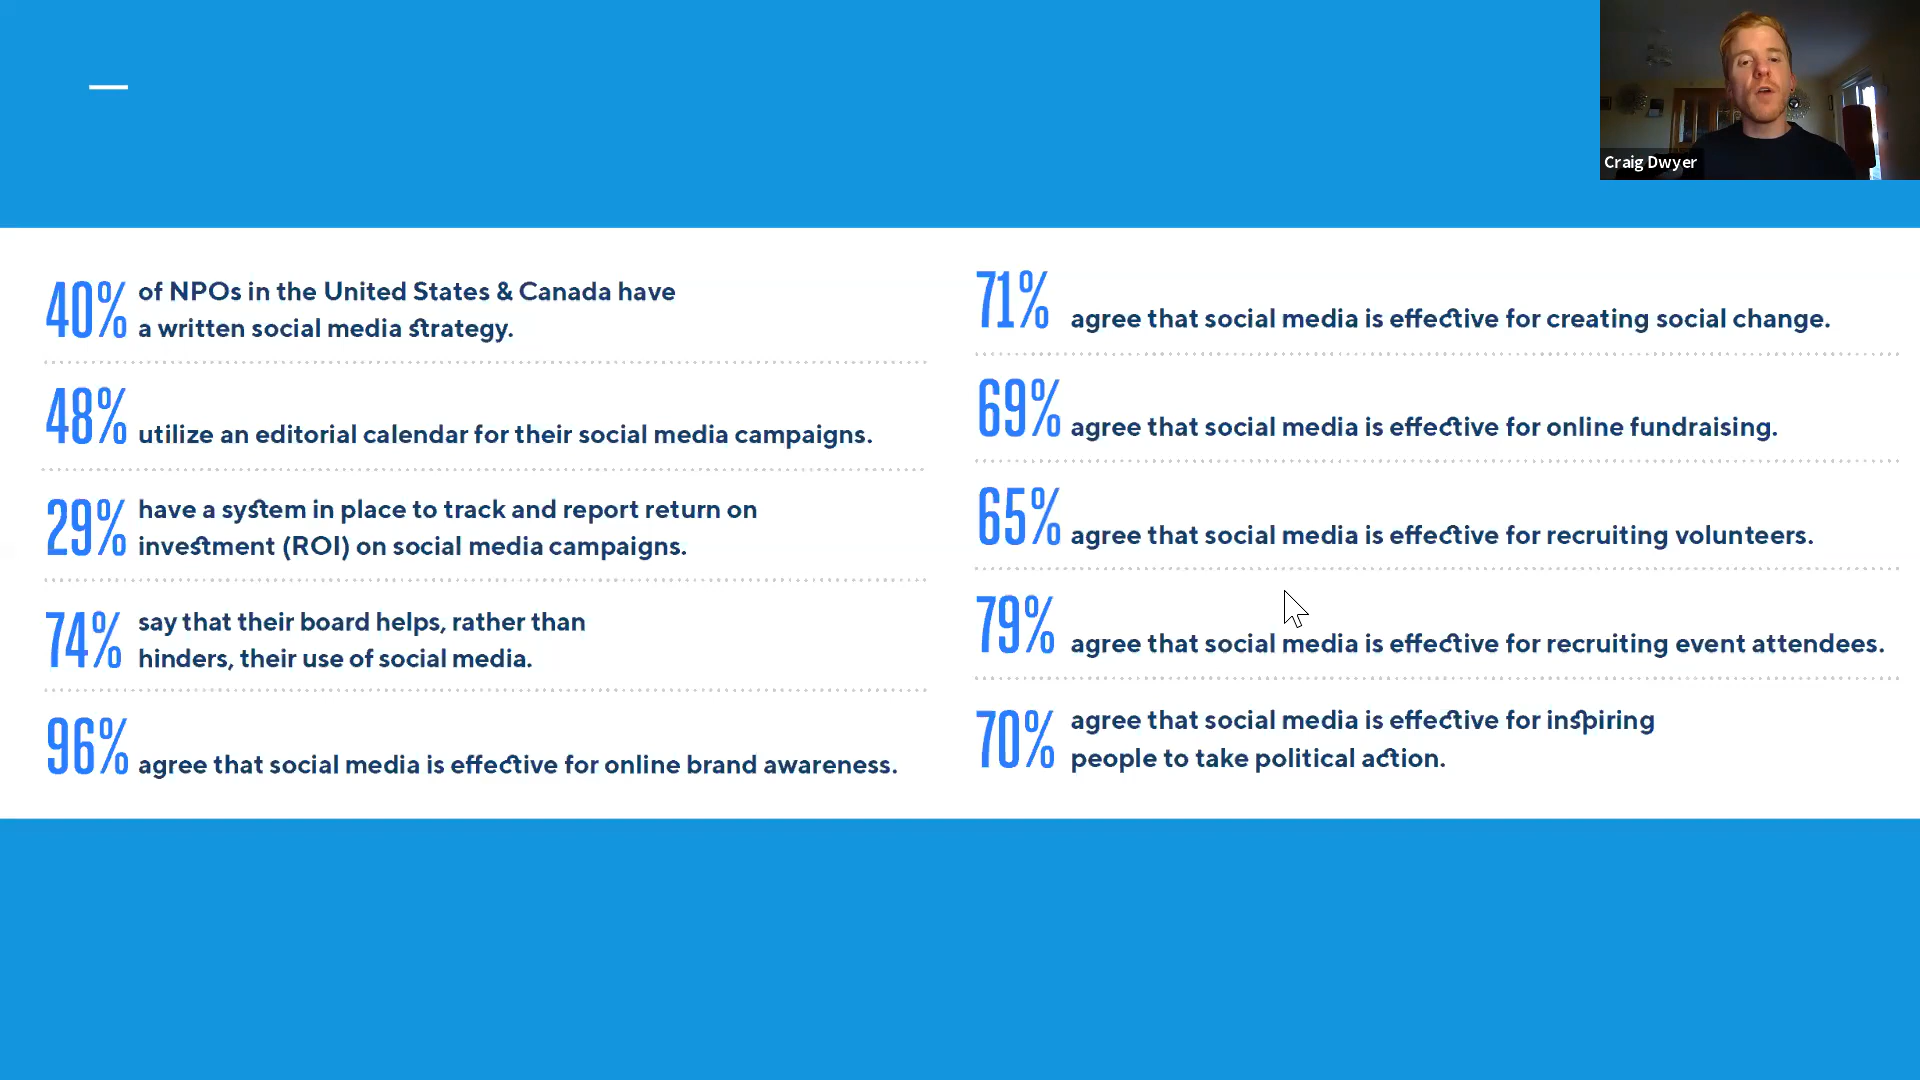 Craig Dwyer
40% of NPOs in the United States & Canada have
a written social media strategy.
48% utilize an editorial calendar for their social media campaigns.
29% have a system in place to track and report return on
investment (ROI) on social media campaigns.
74% say that their board helps, rather than
hinders, their use of social media.
96% agree that social media is effective for online brand awareness.
71% agree that social media is effective for creating social change.
69% agree that social media is effective for online fundraising.
65% agree that social media is effective for recruiting volunteers.
79% agree that social media is effective for recruiting event attendees.
70% agree that social media is effective for inspiring
people to take political action.